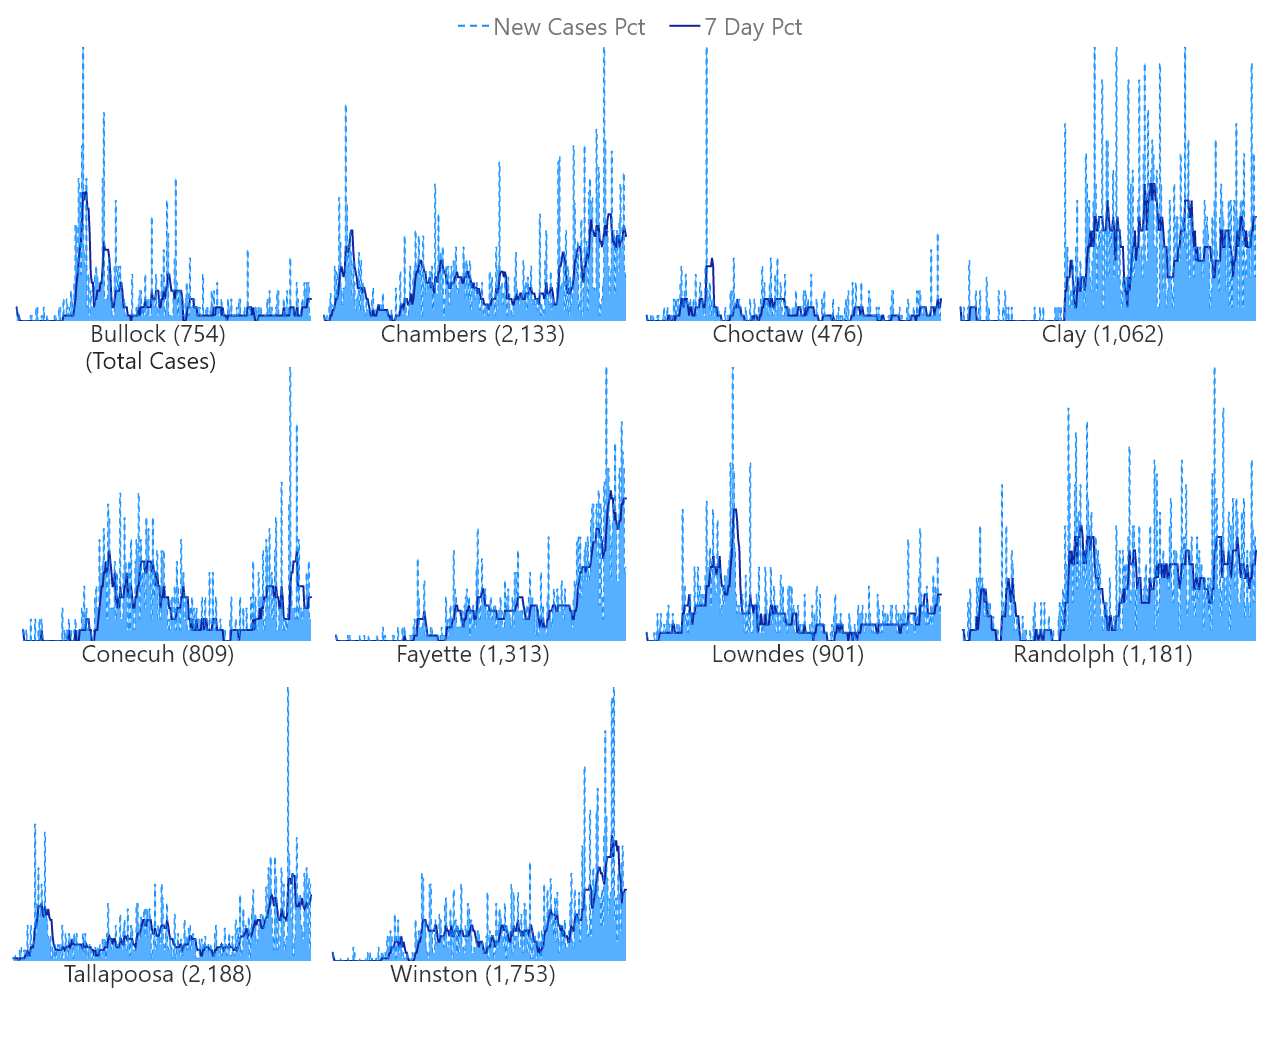 New Cases Pct 7 Day Pct
Bullock (754)
(Total Cases)
Chambers (2,133)
Choctaw (476)
Clay (1,062)
Conecuh (809)
Fayette (1,313)
Lowndes (901)
Randolph (1,181)
Tallapoosa (2,188)
Winston (1,753)